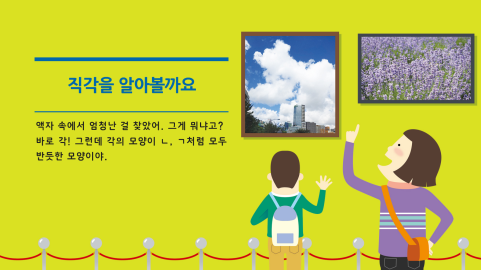 직각을 알아볼까요
액자 속에서 엄청난 걸 찾았어. 그게 뭐냐고?
바로 각! 그런데 각의 모양이 ㄴ, ㄱ처럼 모두
반듯한 모양이야.